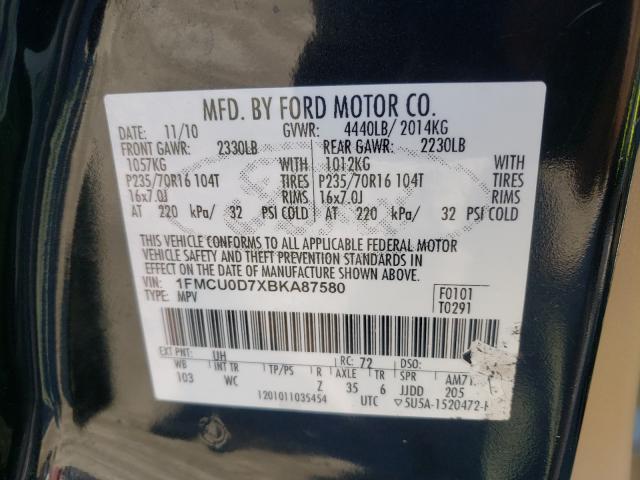 MFD. BY FORD MOTOR CO.
DATE: 11/10 GVWR: 4440LB/ 2014KG
FRONT GAWR: 2330LB REAR GAWR: 2230LB
1057KG WITH 1012KG WITH
P235/70R16 104T TIRES P235/70R16 104T TIRES
16x7.0J RIMS 16x7.0J RIMS
AT 220 kPa/ 32 PSI COLD AT 220 kPa/ 32 PSI COLD
THIS VEHICLE CONFORMS TO ALL APPLICABLE FEDERAL MOTOR
VEHICLE SAFETY AND THEFT PREVENTION STANDARDS IN
EFFECT ON THE DATE OF MANUFACTURE SHOWN ABOVE.
VIN: 1FMCU0D7XBKA87580 F0101
TYPE: MPV T0291
EXT PNT: UH RC: 72 DSO:
WB INT TR TP/PS R AXLE TR SPR
103 WC Z 35 6 JJDD 205
1201011035454 UTC ▽5U5A-1520472-